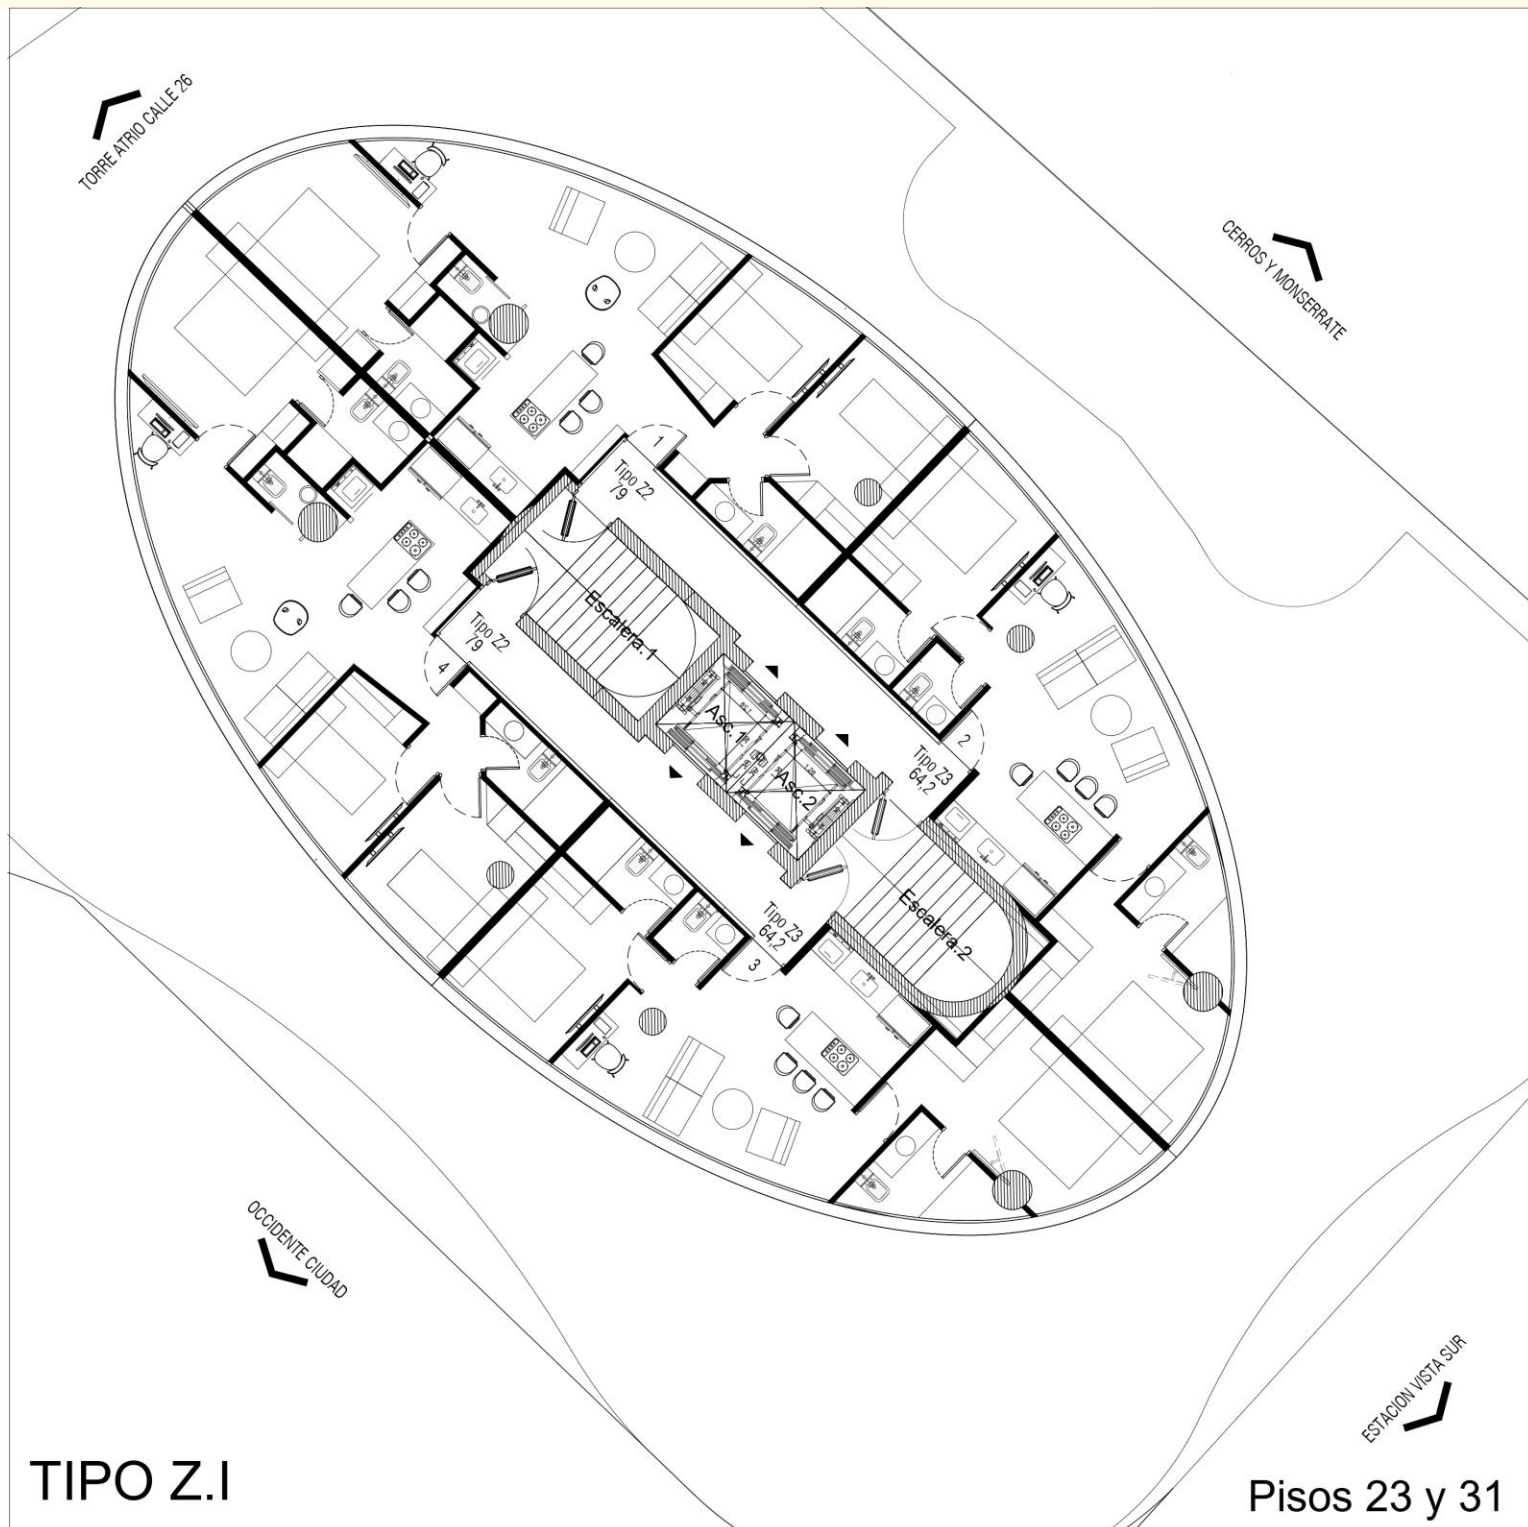 TORRE ATRIO CALLE 26
CERROS Y MONSERRATE
1
Tipo Z2
79
Escalera.1
Tipo Z2
79
4
Asc.1
Asc.2
2
Tipo Z3
64,2
Escalera.2
Tipo Z3
64,2
3
OCCIDENTE CIUDAD
ESTACION VISTA SUR
TIPO Z.I
Pisos 23 y 31